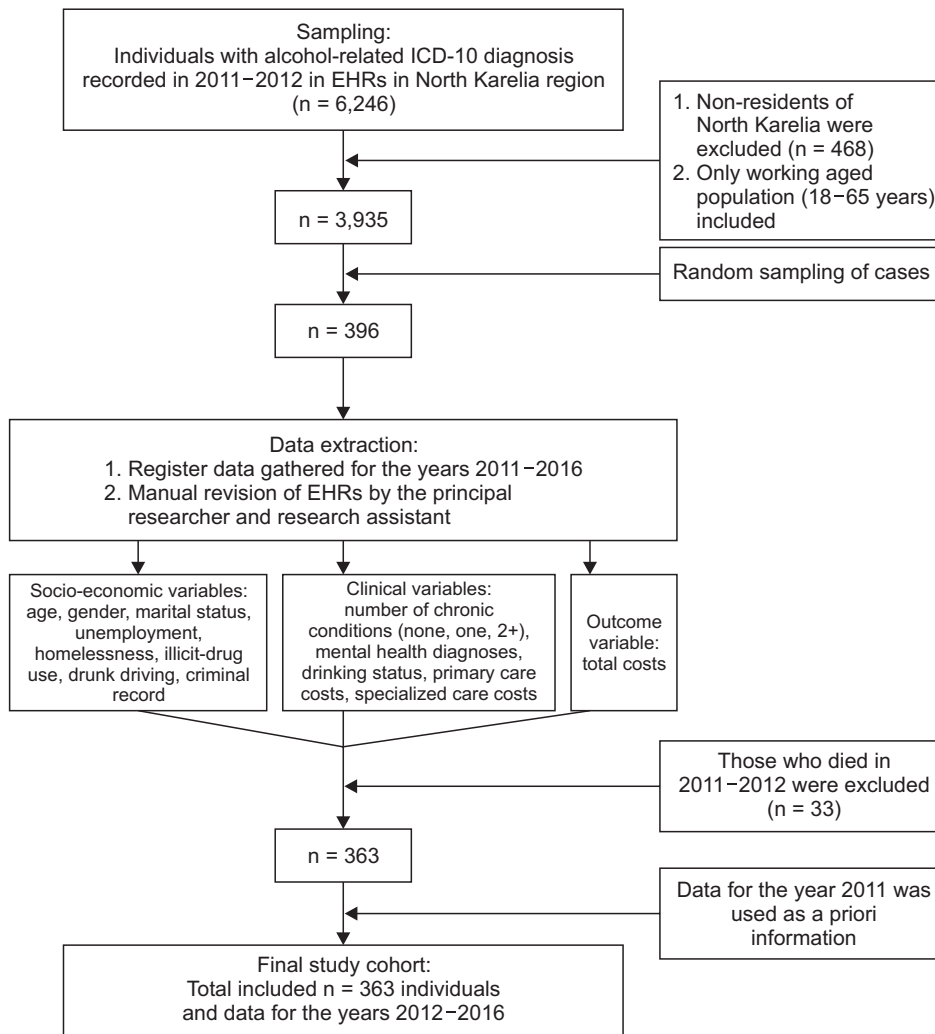 Sampling:
Individuals with alcohol-related ICD-10 diagnosis
recorded in 2011–2012 in EHRs in North Karelia region
(n = 6,246)
1. Non-residents of
North Karelia were
excluded (n = 468)
2. Only working aged
population (18–65 years)
included
n = 3,935
Random sampling of cases
n = 396
Data extraction:
1. Register data gathered for the years 2011–2016
2. Manual revision of EHRs by the principal
researcher and research assistant
Socio-economic variables:
age, gender, marital status,
unemployment,
homelessness, illicit-drug
use, drunk driving, criminal
record
Clinical variables:
number of chronic
conditions (none, one, 2+),
mental health diagnoses,
drinking status, primary care
costs, specialized care costs
Outcome
variable:
total costs
Those who died in
2011–2012 were excluded
(n = 33)
n = 363
Data for the year 2011 was
used as a priori
information
Final study cohort:
Total included n = 363 individuals
and data for the years 2012–2016